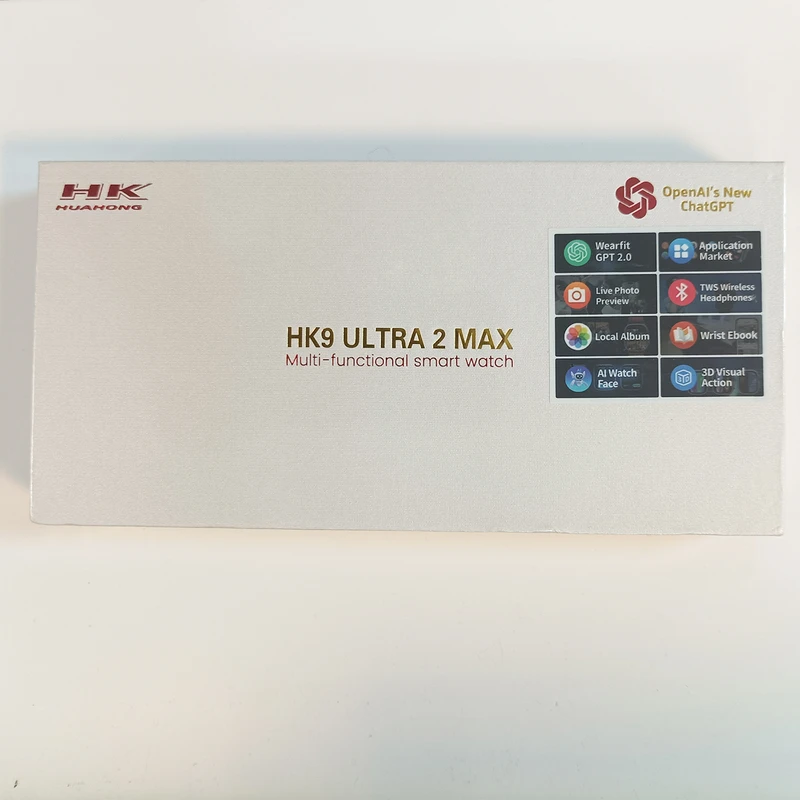 HK
HUAHONG
OpenAI's New
ChatGPT
Wearfit
GPT 2.0
Application
Market
Live Photo
Preview
TWS Wireless
Headphones
Local Album
Wrist Ebook
AI Watch
Face
3D Visual
Action
HK9 ULTRA 2 MAX
Multi-functional smart watch